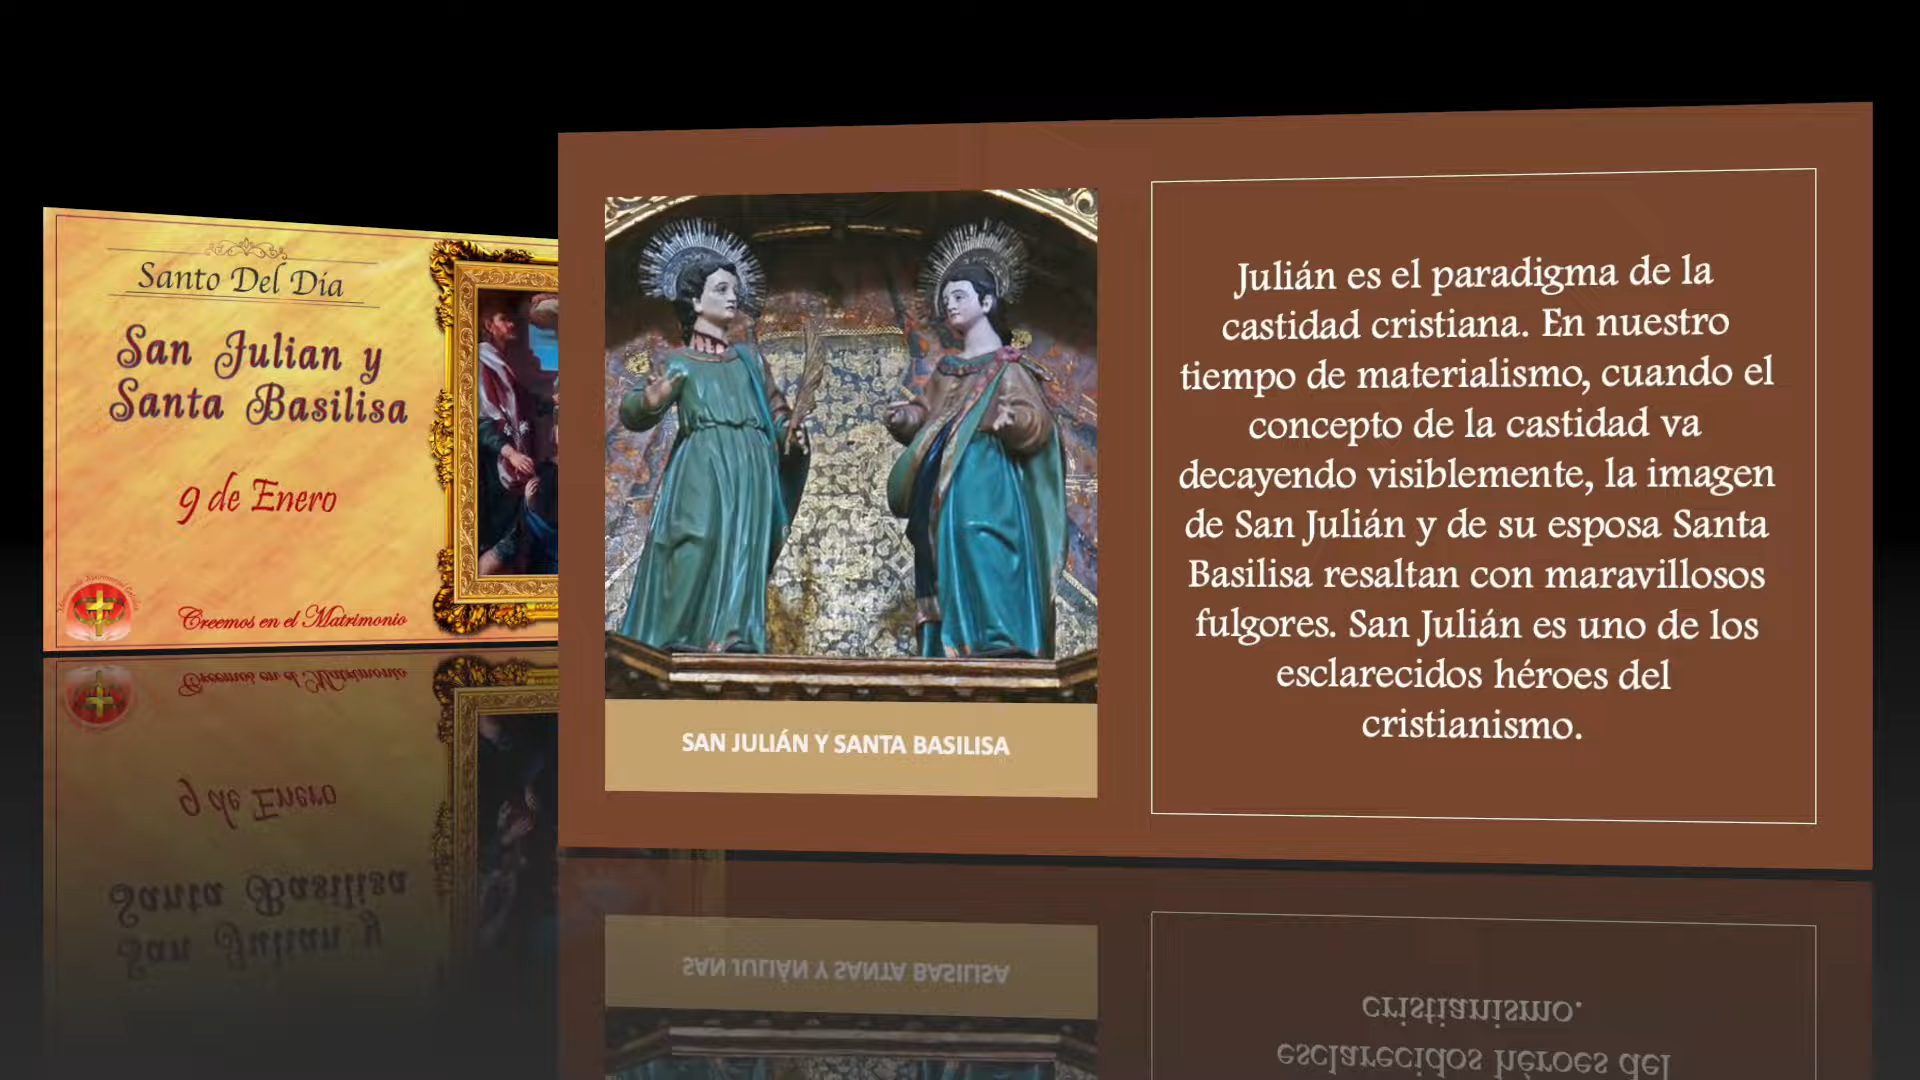 Santo Del Día
San Julian y
Santa Basilisa
9 de Enero
Creemos en el Matrimonio
SAN JULIÁN Y SANTA BASILISA
Julián es el paradigma de la
castidad cristiana. En nuestro
tiempo de materialismo, cuando el
concepto de la castidad va
decayendo visiblemente, la imagen
de San Julián y de su esposa Santa
Basilisa resaltan con maravillosos
fulgores. San Julián es uno de los
esclarecidos héroes del
cristianismo.